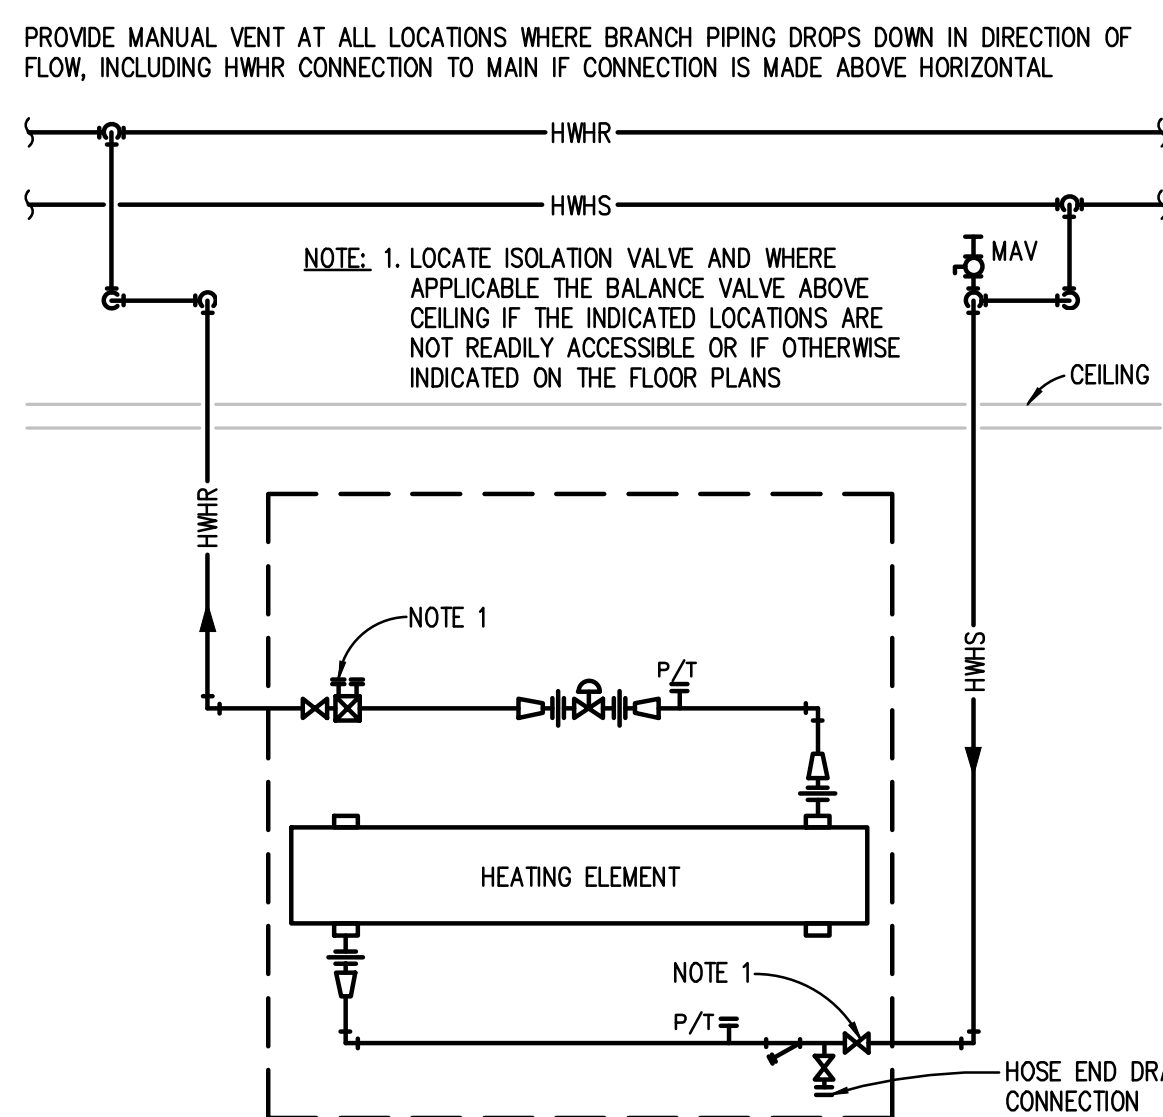 PROVIDE MANUAL VENT AT ALL LOCATIONS WHERE BRANCH PIPING DROPS DOWN IN DIRECTION OF
FLOW, INCLUDING HWHR CONNECTION TO MAIN IF CONNECTION IS MADE ABOVE HORIZONTAL
HWHR
HWHS
NOTE: 1. LOCATE ISOLATION VALVE AND WHERE
APPLICABLE THE BALANCE VALVE ABOVE
CEILING IF THE INDICATED LOCATIONS ARE
NOT READILY ACCESSIBLE OR IF OTHERWISE
INDICATED ON THE FLOOR PLANS
MAV
CEILING
HWHR
NOTE 1
P/T
HWHS
HEATING ELEMENT
NOTE 1
P/T
HOSE END
CONNECTION